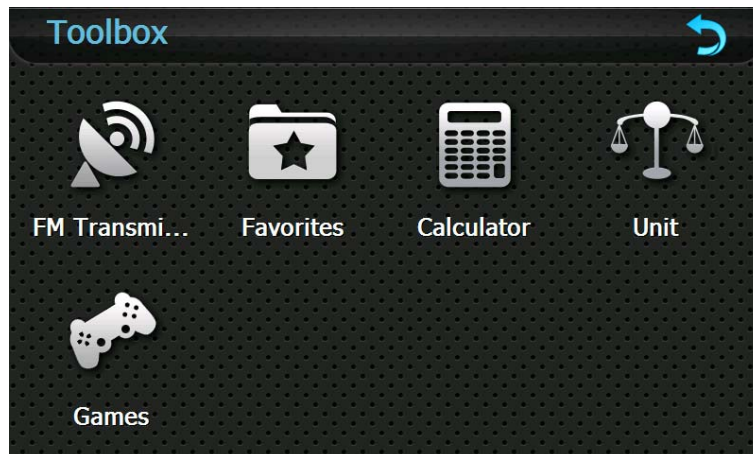 Toolbox
FM Transmi...
Favorites
Calculator
Unit
Games